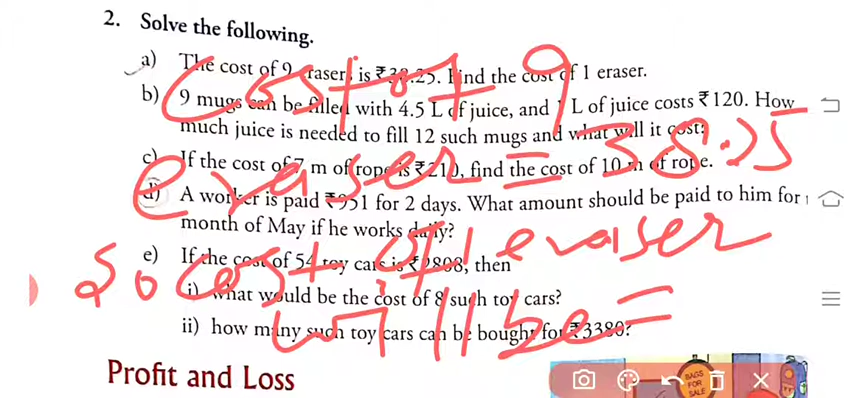 2. Solve the following.
a) The cost of 9 erasers is ₹38.25. Find the cost of 1 eraser.
b) 9 mugs can be filled with 4.5 L of juice, and L of juice costs ₹120. How
much juice is needed to fill 12 such mugs and what will it cost?
c) If the cost of 7 m of rope is ₹210, find the cost of 10 m of rope.
d) A worker is paid ₹951 for 2 days. What amount should be paid to him for
month of May if he works daily?
e) If the cost of 54 toy cars is ₹2808, then
i) what would be the cost of 8 such toy cars?
ii) how many such toy cars can be bought for ₹3380?
Profit and Loss
BAGS
FOR
SALE
Cost of 9
eraser = 38.25
So cost of 1 eraser
will be =